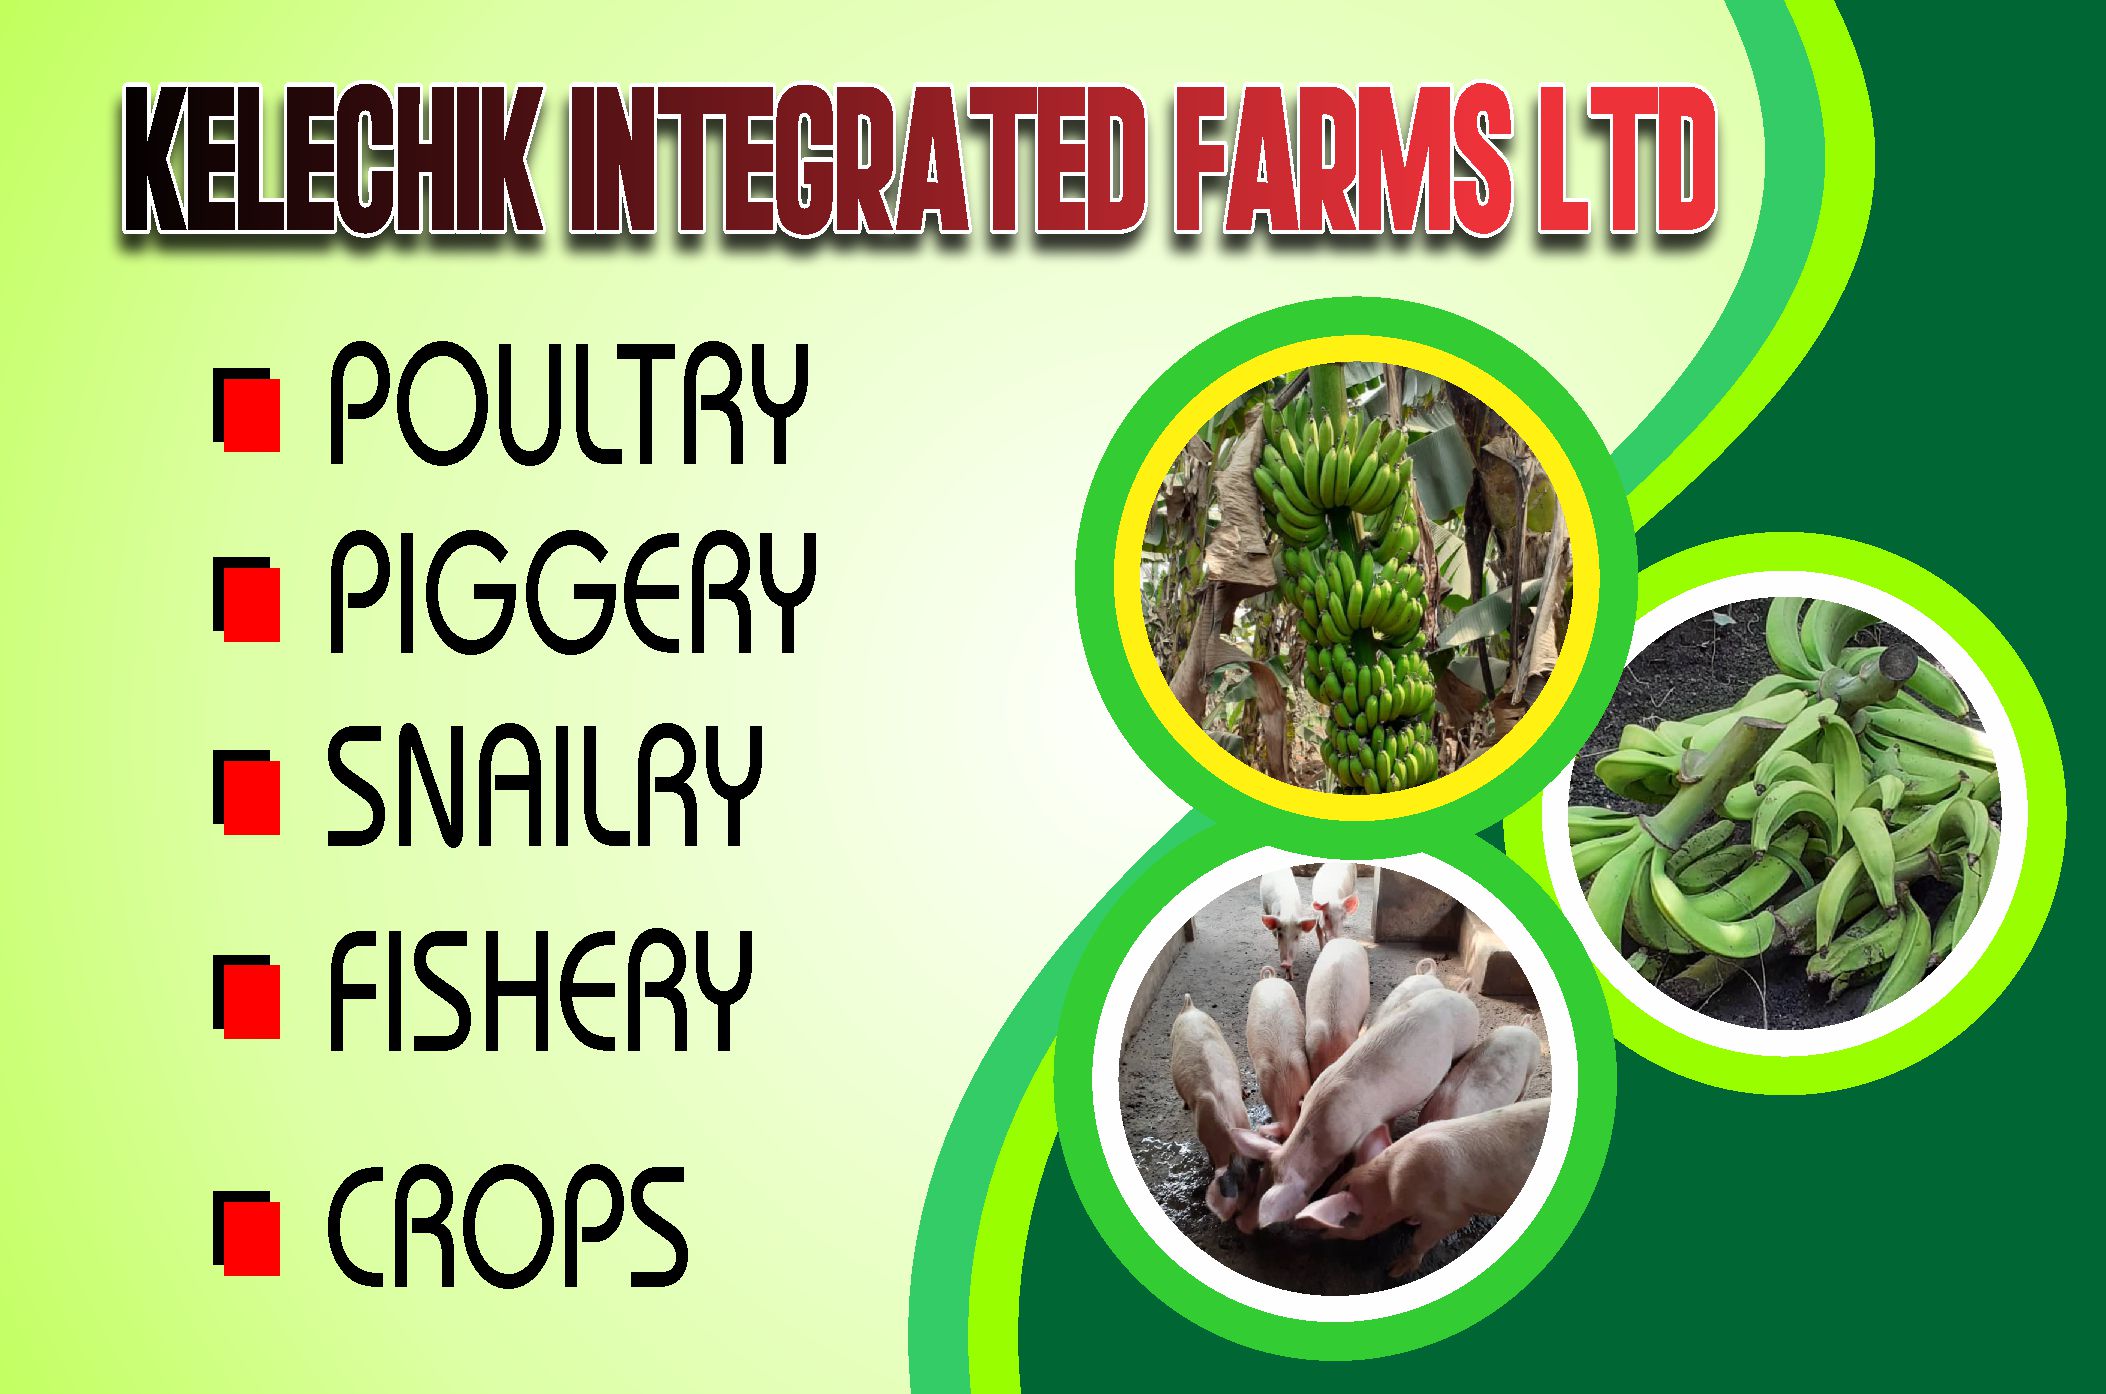 KELECHIK INTEGRATED FARMS LTD
POULTRY
PIGGERY
SNAILRY
FISHERY
CROPS